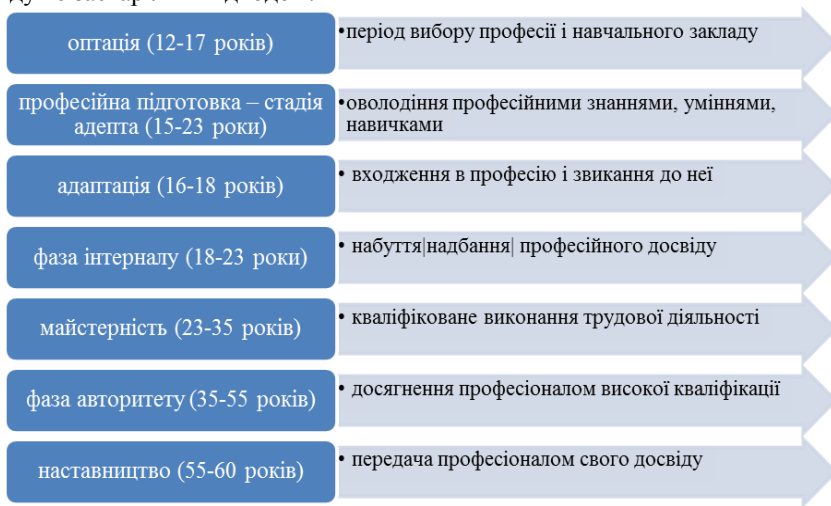 оптація (12-17 років)
•період вибору професії і навчального закладу
професійна підготовка – стадія
адепта (15-23 роки)
•оволодіння професійними знаннями, уміннями,
навичками
адаптація (16-18 років)
• входження в професію і звикання до неї
фаза інтерналу (18-23 роки)
• набуття|надбання| професійного досвіду
майстерність (23-35 років)
• кваліфіковане виконання трудової діяльності
фаза авторитету (35-55 років)
• досягнення професіоналом високої кваліфікації
наставництво (55-60 років)
• передача професіоналом свого досвіду